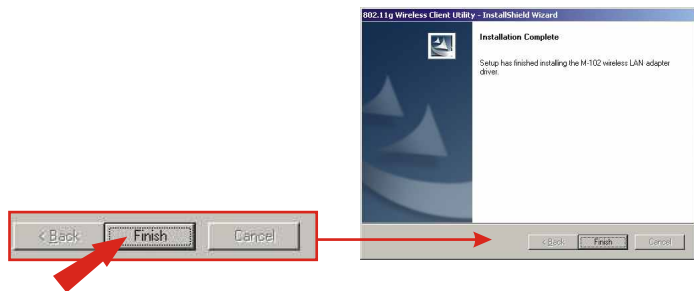 802.11g Wireless Client Utility - InstallShield Wizard
Installation Complete
Setup has finished installing the M-102 wireless LAN adapter
driver.
< Back Finish Cancel
< Back Finish Cancel